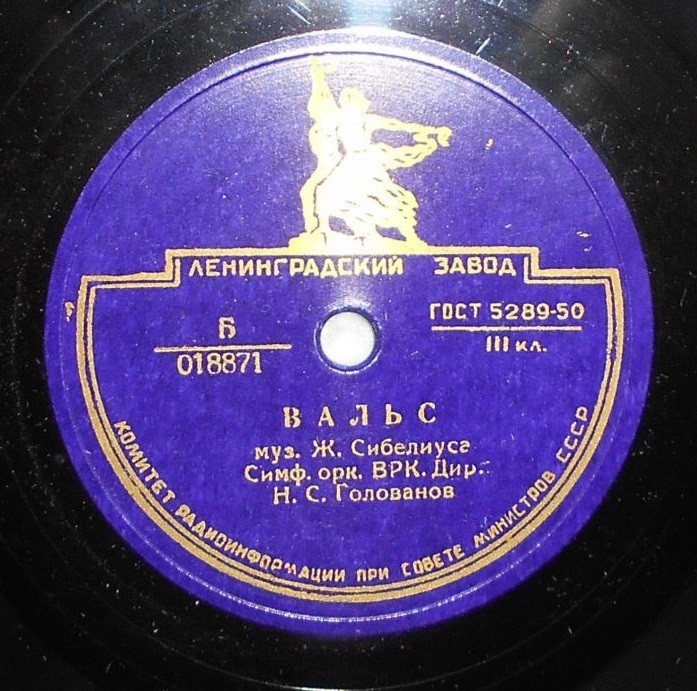 ЛЕНИНГРАДСКИЙ ЗАВОД
Б
018871
ГОСТ 5289-50
III кл.
ВАЛЬС
муз. Ж. Сибелиуса
Симф. орк. ВРК. Дир.
Н. С. Голованов
КОМИТЕТ РАДИОИНФОРМАЦИИ ПРИ СОВЕТЕ МИНИСТРОВ СССР